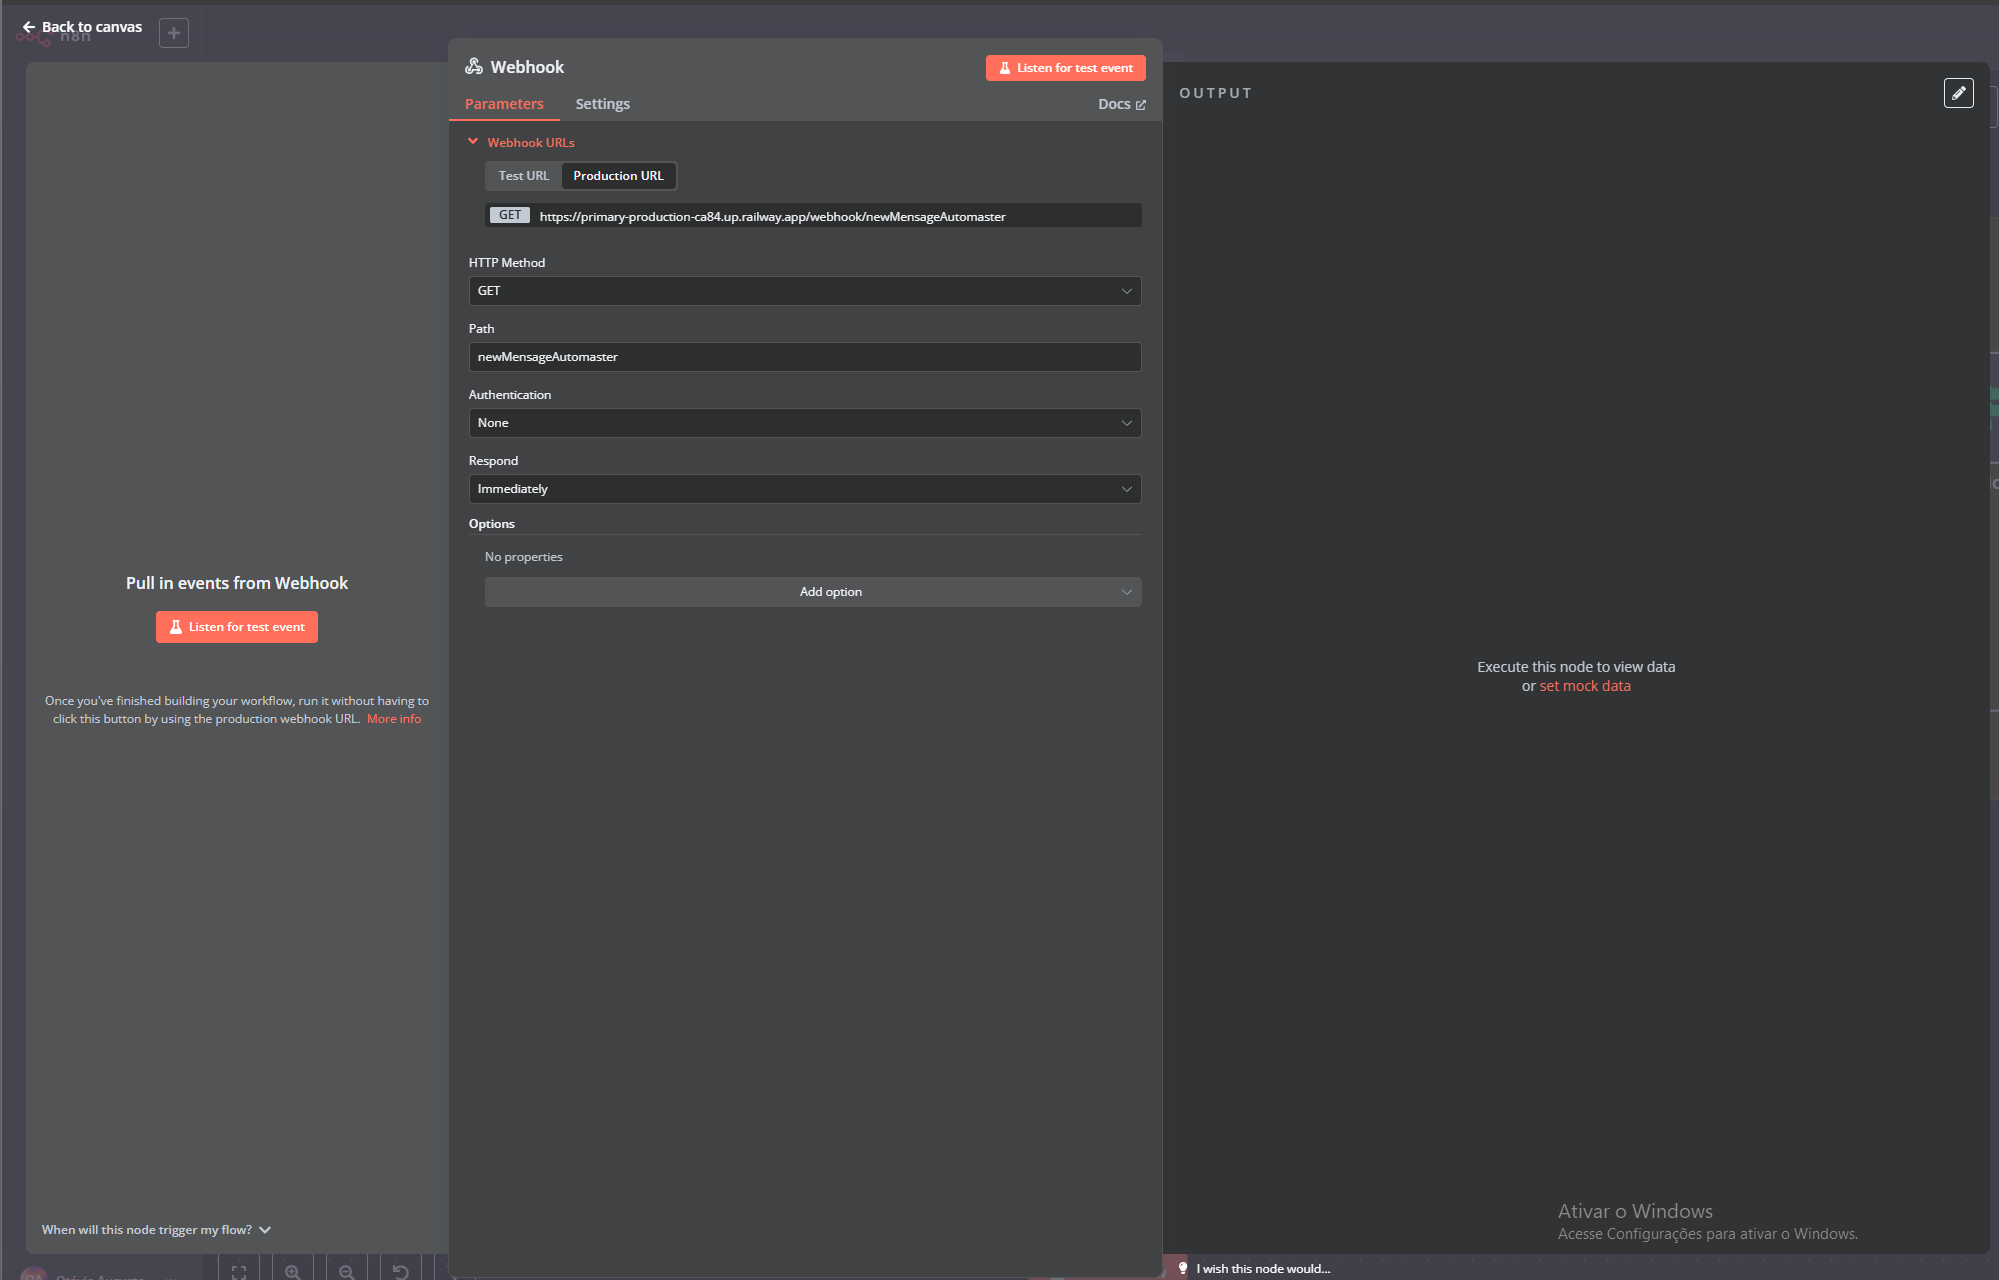 Back to canvas
n8n
Webhook
Listen for test event
Parameters
Settings
Docs
OUTPUT
Webhook URLs
Test URL
Production URL
GET
https://primary-production-ca84.up.railway.app/webhook/newMensageAutomaster
HTTP Method
GET
Path
newMensageAutomaster
Authentication
None
Respond
Immediately
Options
No properties
Add option
Pull in events from Webhook
Listen for test event
Once you've finished building your workflow, run it without having to
click this button by using the production webhook URL. More info
When will this node trigger my flow?
Execute this node to view data
or set mock data
Ativar o Windows
Acesse Configurações para ativar o Windows.
I wish this node would...